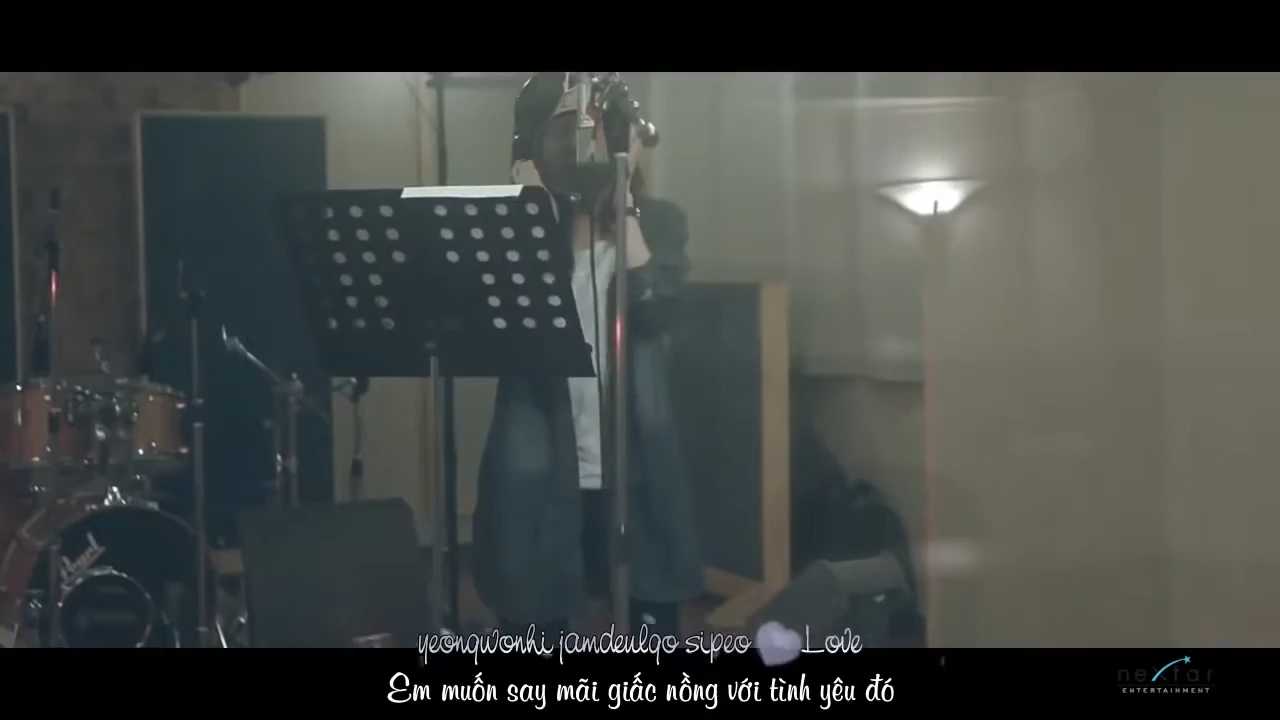 yeongwonhi jamdeulgo sipeo Love
Em muốn say mãi giấc nồng với tình yêu đó
nextar
ENTERTAINMENT